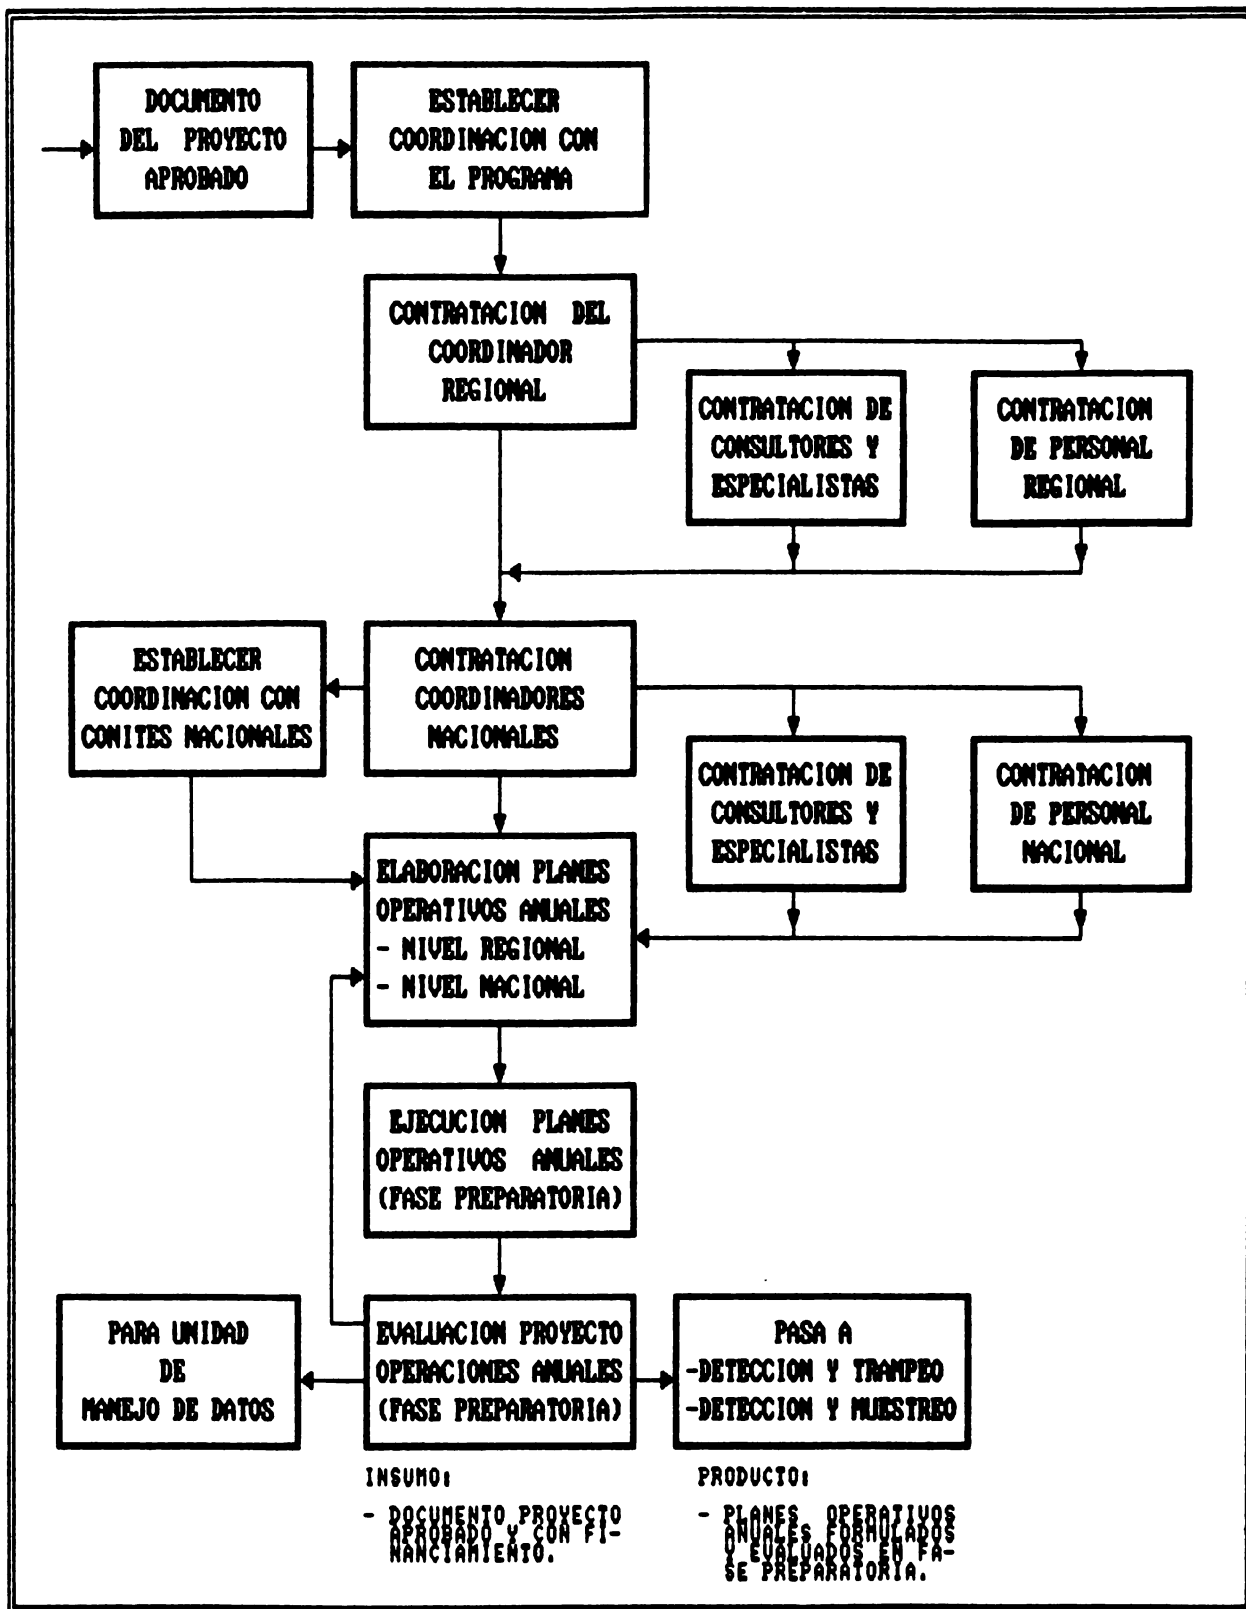 DOCUMENTO
DEL PROYECTO
APROBADO
ESTABLECER
COORDINACION CON
EL PROGRAMA
CONTRATACION DEL
COORDINADOR
REGIONAL
CONTRATACION DE
CONSULTORES Y
ESPECIALISTAS
CONTRATACION
DE PERSONAL
REGIONAL
ESTABLECER
COORDINACION CON
COMITES NACIONALES
CONTRATACION
COORDINADORES
NACIONALES
CONTRATACION DE
CONSULTORES Y
ESPECIALISTAS
CONTRATACION
DE PERSONAL
NACIONAL
ELABORACION PLANES
OPERATIVOS ANUALES
- NIVEL REGIONAL
- NIVEL NACIONAL
EJECUCION PLANES
OPERATIVOS ANUALES
(FASE PREPARATORIA)
PARA UNIDAD
DE
MANEJO DE DATOS
EVALUACION PROYECTO
OPERACIONES ANUALES
(FASE PREPARATORIA)
PASA A
-DETECCION Y TRAMPEO
-DETECCION Y MUESTREO
INSUMO:
- DOCUMENTO PROYECTO
APROBADO Y CON FI-
NANCIAMIENTO.
PRODUCTO:
- PLANES OPERATIVOS
ANUALES FORMULADOS
Y EVALUADOS EN FA-
SE PREPARATORIA.